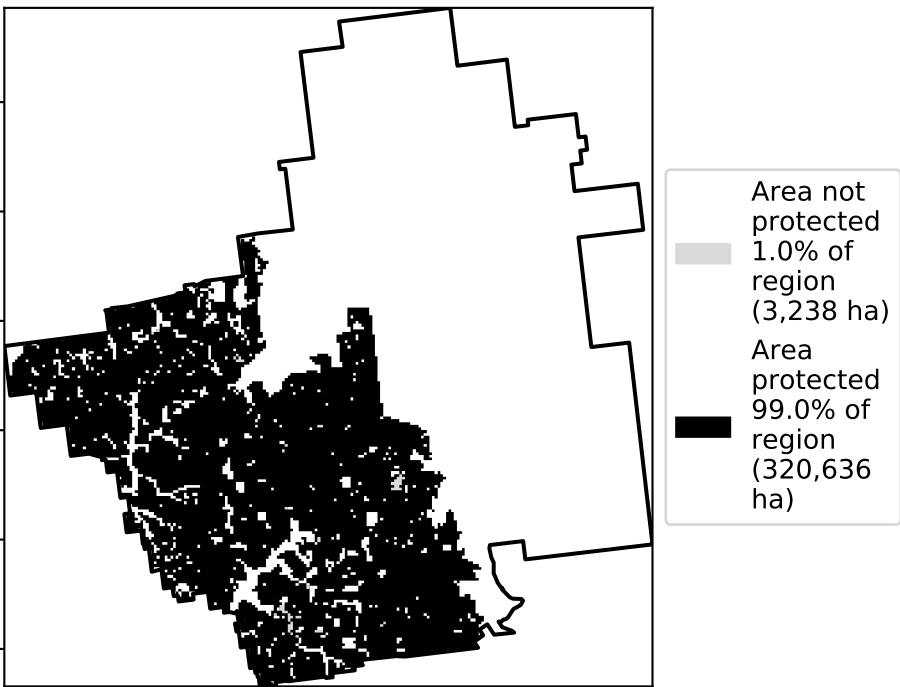 Area not
protected
1.0% of
region
(3,238 ha)
Area
protected
99.0% of
region
(320,636
ha)